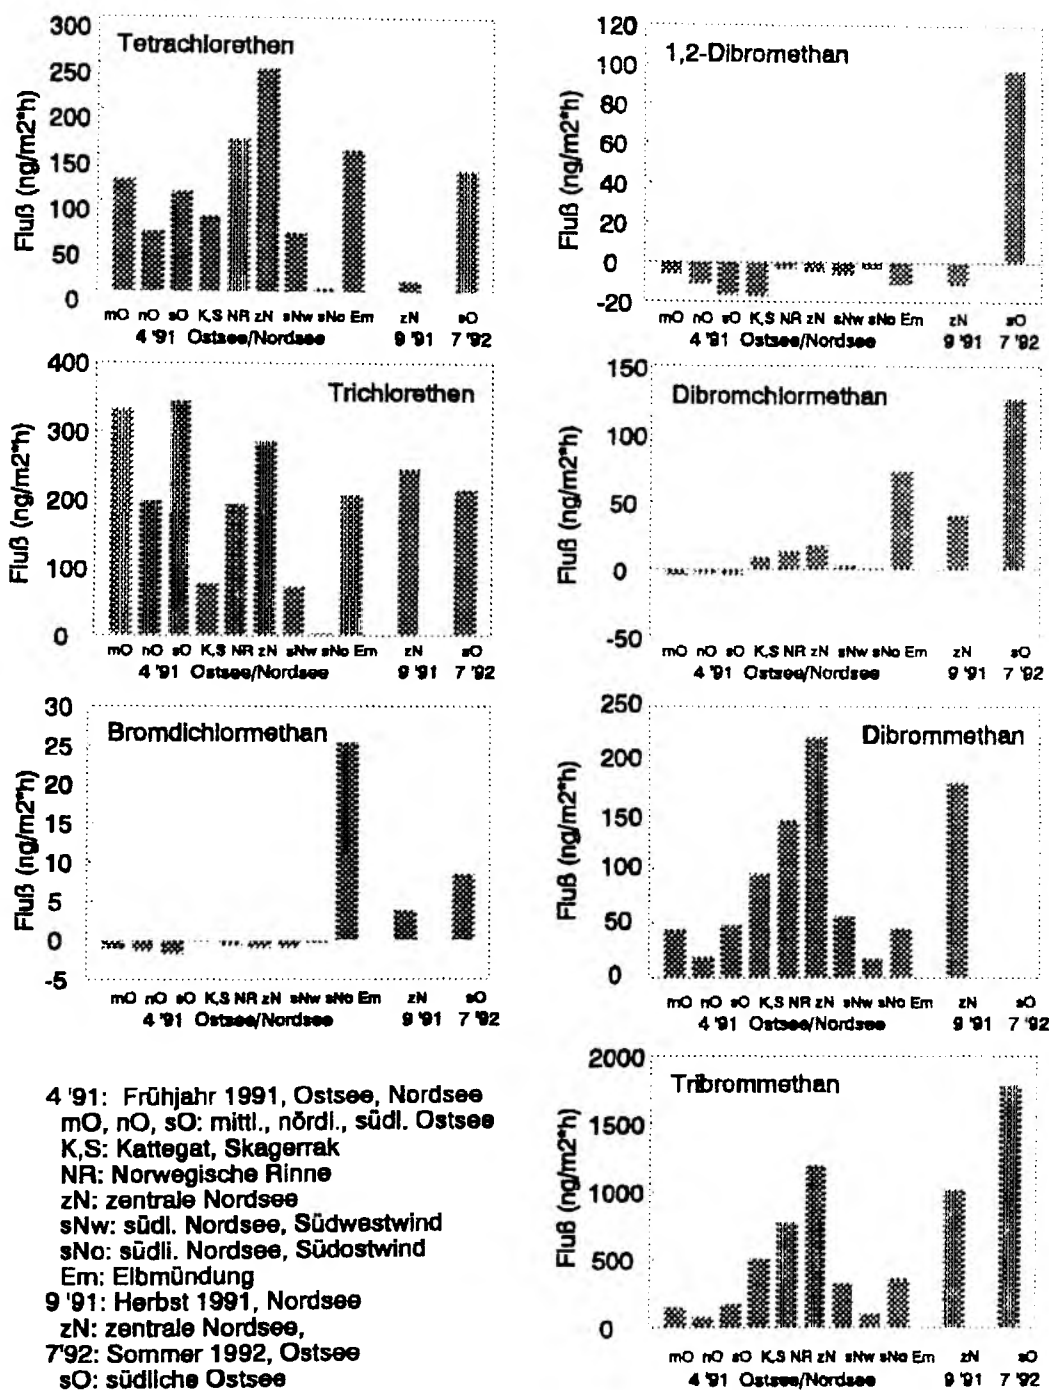 Tetrachlorethen
Fluß (ng/m2*h)
300
250
200
150
100
50
0
mO nO sO K,S NR zN sNw sNo Em zN sO
4 '91 Ostsee/Nordsee 9 '91 7 '92
1,2-Dibromethan
Fluß (ng/m2*h)
120
100
80
60
40
20
0
-20
mO nO sO K,S NR zN sNw sNo Em zN sO
4 '91 Ostsee/Nordsee 9 '91 7 '92
Trichlorethen
Fluß (ng/m2*h)
400
300
200
100
0
mO nO sO K,S NR zN sNw sNo Em zN sO
4 '91 Ostsee/Nordsee 9 '91 7 '92
Dibromchlormethan
Fluß (ng/m2*h)
150
100
50
0
-50
mO nO sO K,S NR zN sNw sNo Em zN sO
4 '91 Ostsee/Nordsee 9 '91 7 '92
Bromdichlormethan
Fluß (ng/m2*h)
30
25
20
15
10
5
0
-5
mO nO sO K,S NR zN sNw sNo Em zN sO
4 '91 Ostsee/Nordsee 9 '91 7 '92
Dibrommethan
Fluß (ng/m2*h)
250
200
150
100
50
0
mO nO sO K,S NR zN sNw sNo Em zN sO
4 '91 Ostsee/Nordsee 9 '91 7 '92
Tribrommethan
Fluß (ng/m2*h)
2000
1500
1000
500
0
mO nO sO K,S NR zN sNw sNo Em zN sO
4 '91 Ostsee/Nordsee 9 '91 7 '92
4 '91: Frühjahr 1991, Ostsee, Nordsee
mO, nO, sO: mittl., nördl., südl. Ostsee
K,S: Kattegat, Skagerrak
NR: Norwegische Rinne
zN: zentrale Nordsee
sNw: südl. Nordsee, Südwestwind
sNo: südli. Nordsee, Südostwind
Em: Elbmündung
9 '91: Herbst 1991, Nordsee
zN: zentrale Nordsee,
7'92: Sommer 1992, Ostsee
sO: südliche Ostsee